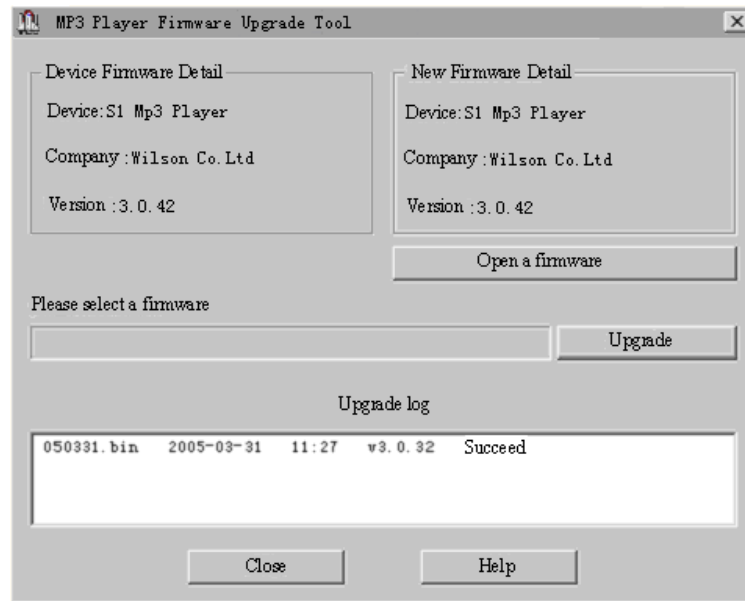 MP3 Player Firmware Upgrade Tool
Device Firmware Detail
Device:S1 Mp3 Player
Company :Wilson Co.Ltd
Version :3.0.42
New Firmware Detail
Device:S1 Mp3 Player
Company :Wilson Co.Ltd
Version :3.0.42
Open a firmware
Please select a firmware
Upgrade
Upgrade log
050331.bin 2005-03-31 11:27 v3.0.32 Succeed
Close
Help